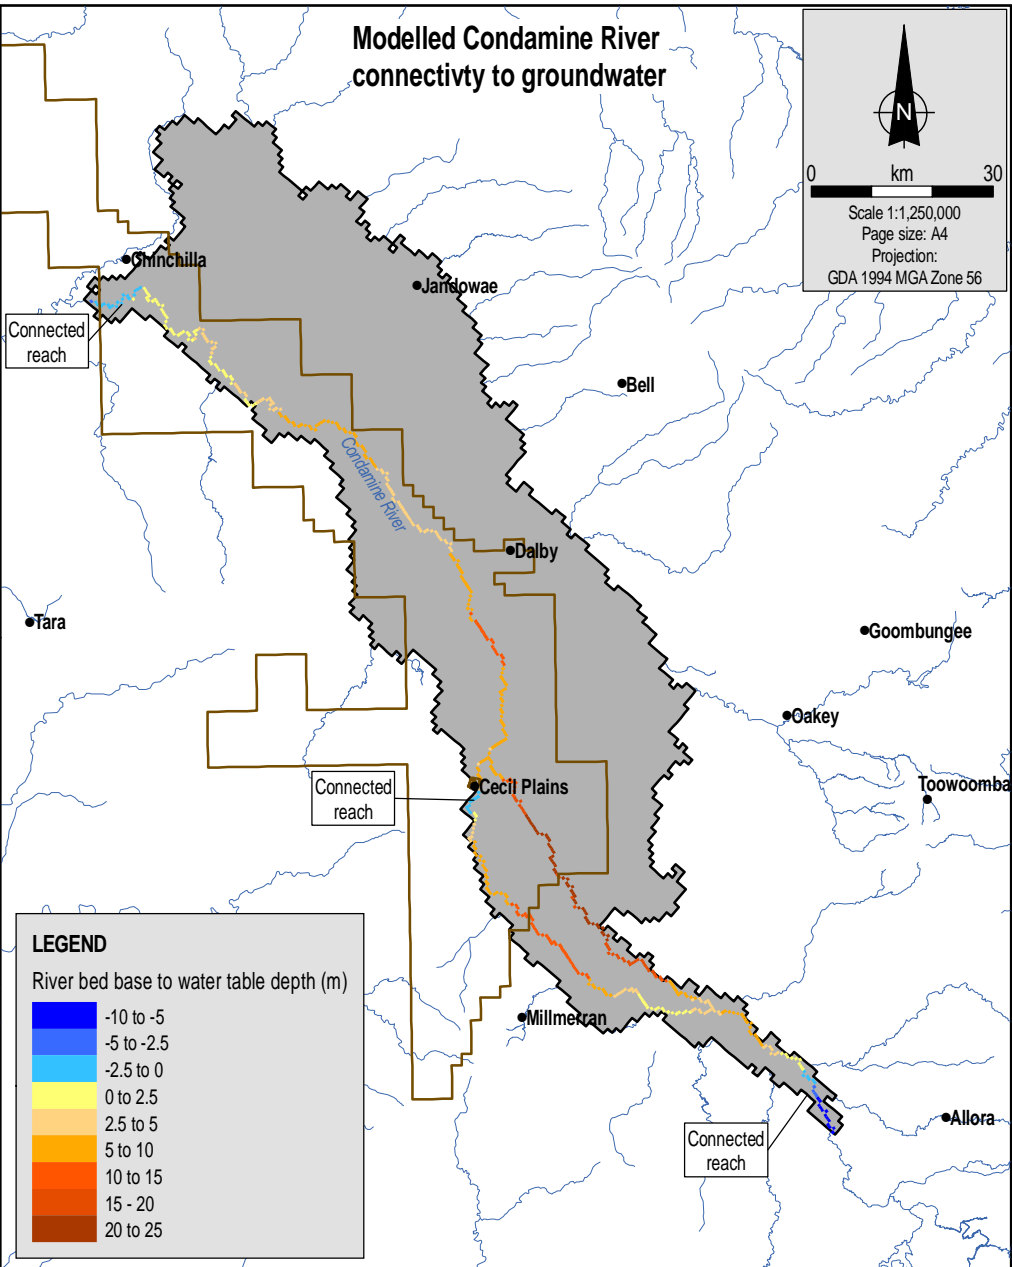 Modelled Condamine River
connectivty to groundwater
N
0 km 30
Scale 1:1,250,000
Page size: A4
Projection:
GDA 1994 MGA Zone 56
Chinchilla
Jandowae
Connected
reach
Bell
Condamine River
Dalby
Tara
Goombungee
Oakey
Toowoomba
Connected
reach
Cecil Plains
Millmerran
Allora
Connected
reach
LEGEND
River bed base to water table depth (m)
-10 to -5
-5 to -2.5
-2.5 to 0
0 to 2.5
2.5 to 5
5 to 10
10 to 15
15 - 20
20 to 25